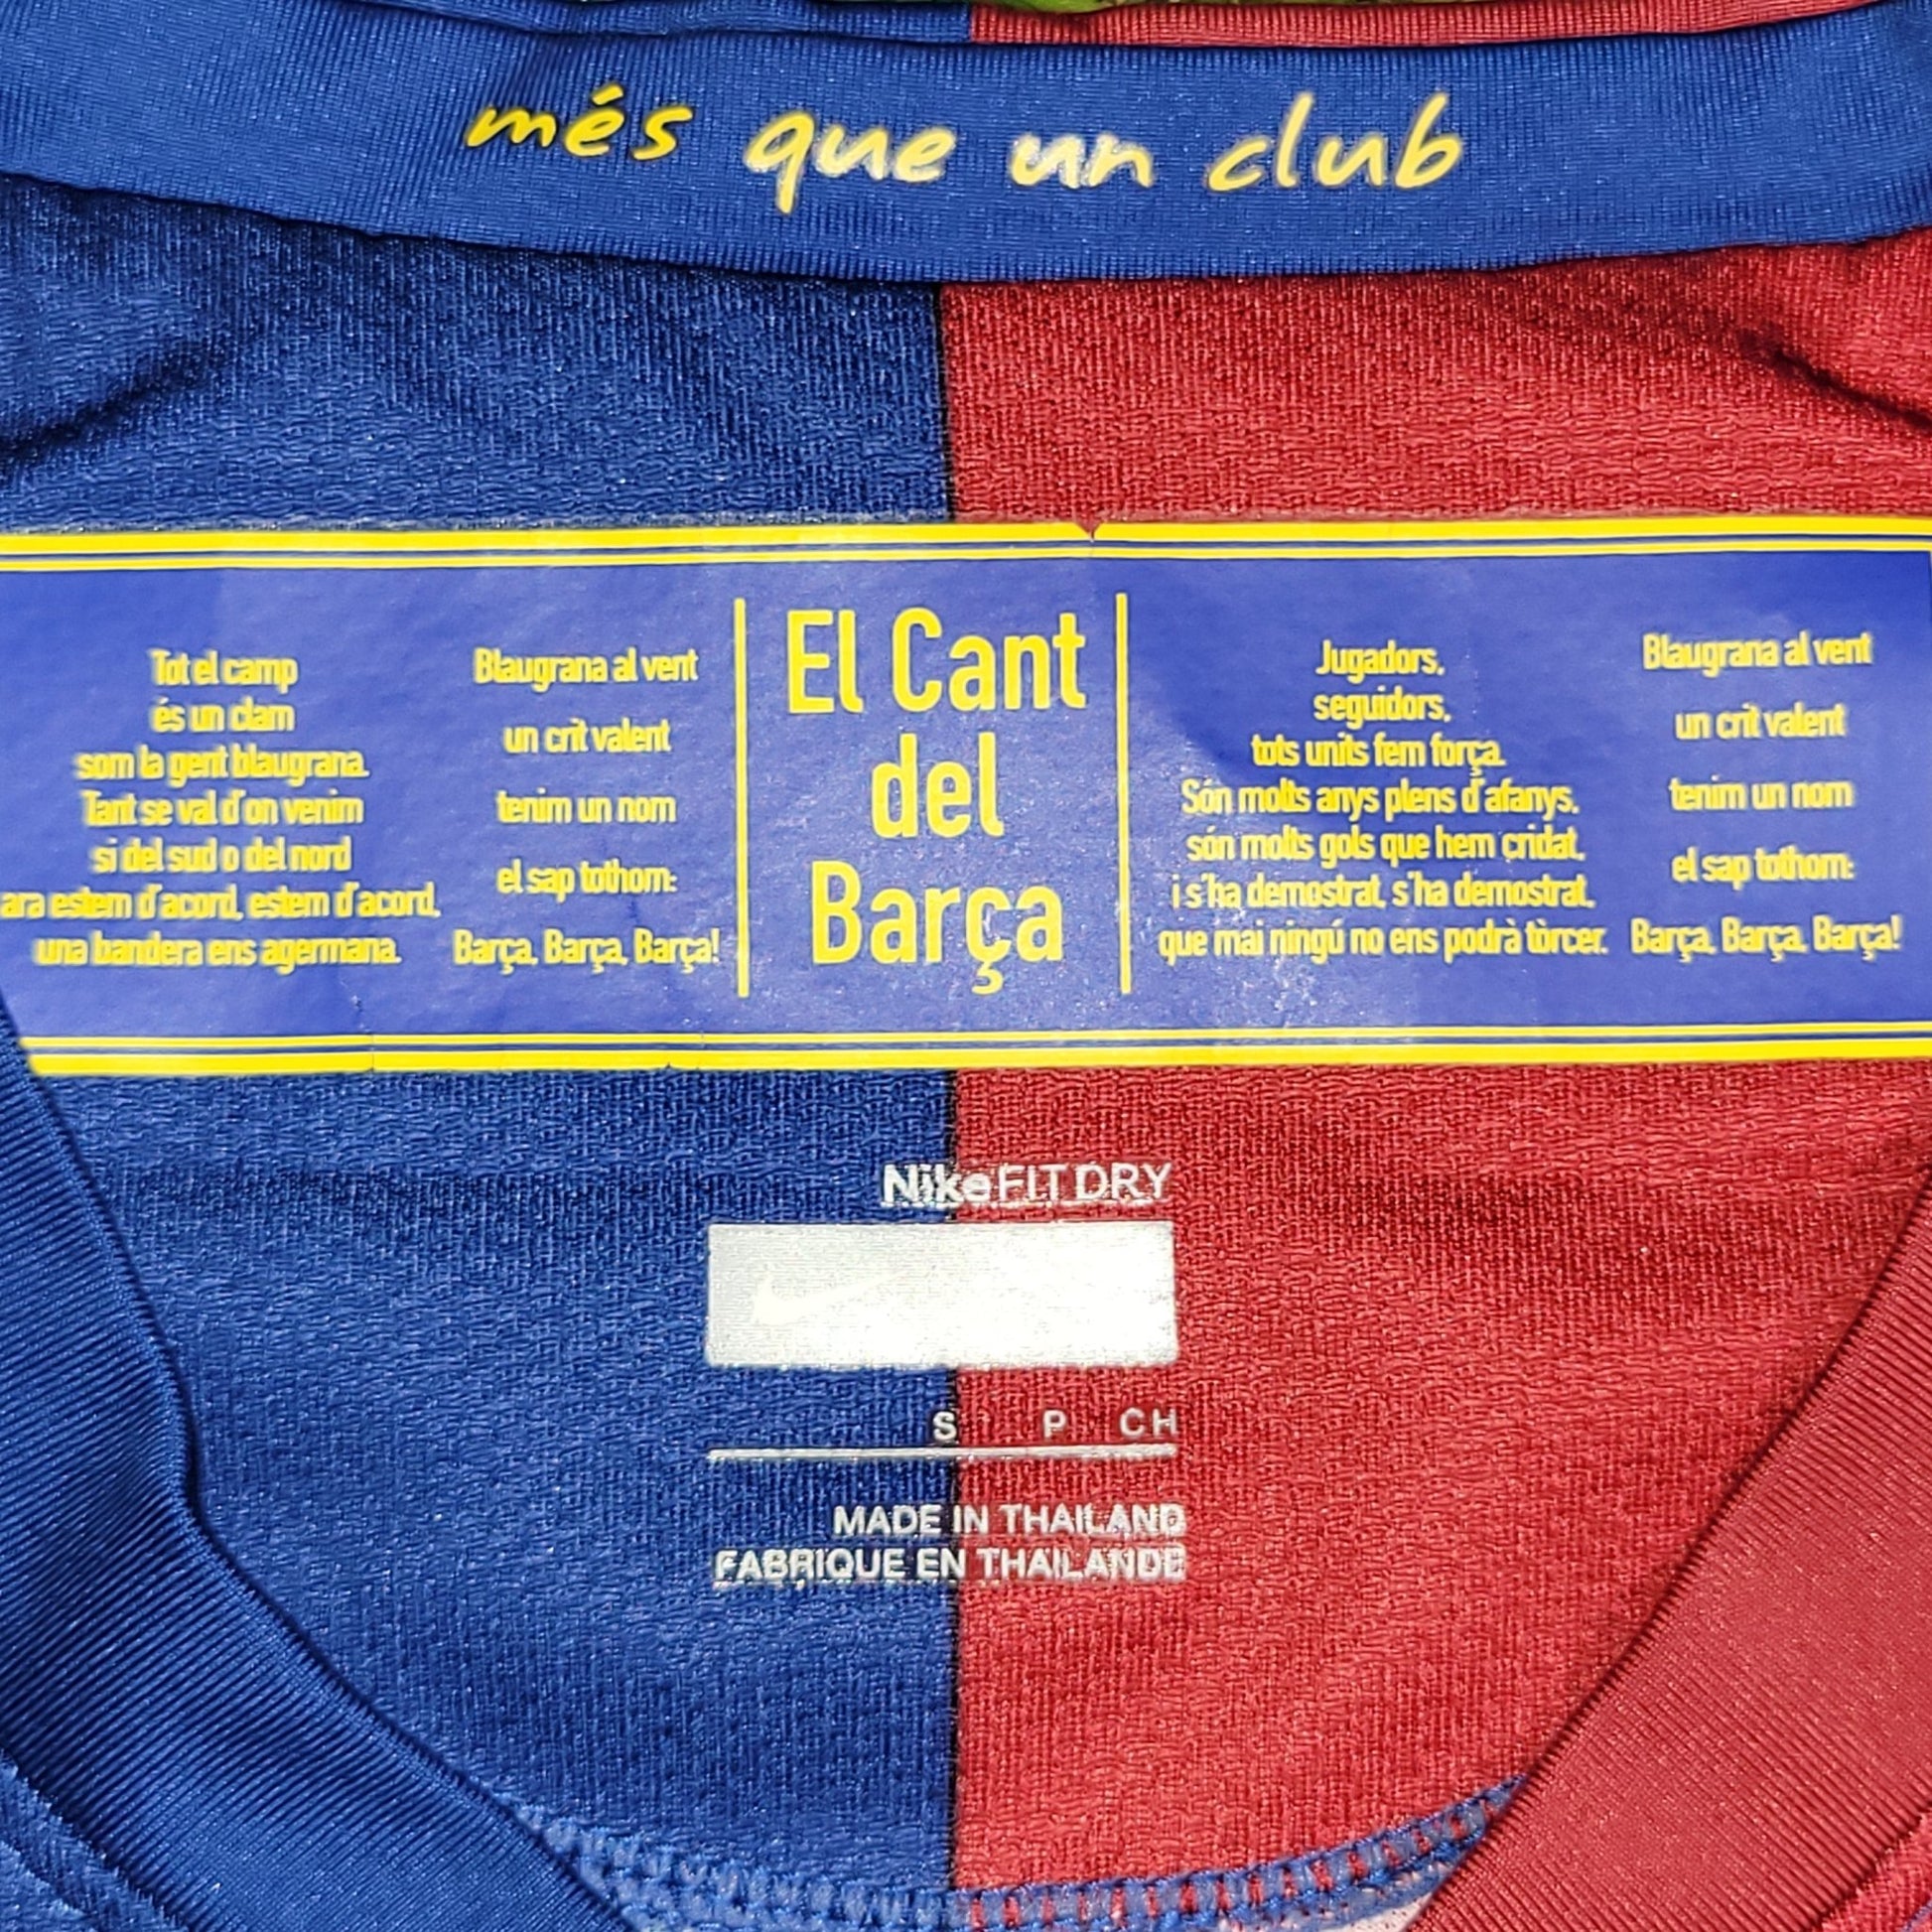 més que un club
Tot el camp
és un clam
som la gent blaugrana.
Tant se val d'on venim
si del sud o del nord
ara estem d'acord, estem d'acord,
una bandera ens agermana.
Blaugrana al vent
un crit valent
tenim un nom
el sap tothom:
Barça, Barça, Barça!
El Cant
del
Barça
Jugadors,
seguidors,
tots units fem força.
Són molts anys plens d'afanys,
són molts gols que hem cridat,
i s'ha demostrat, s'ha demostrat,
que mai ningú no ens podrà tòrcer.
Blaugrana al vent
un crit valent
tenim un nom
el sap tothom:
Barça, Barça, Barça!
NikeFIT DRY
S P CH
MADE IN THAILAND
FABRIQUE EN THAILANDE